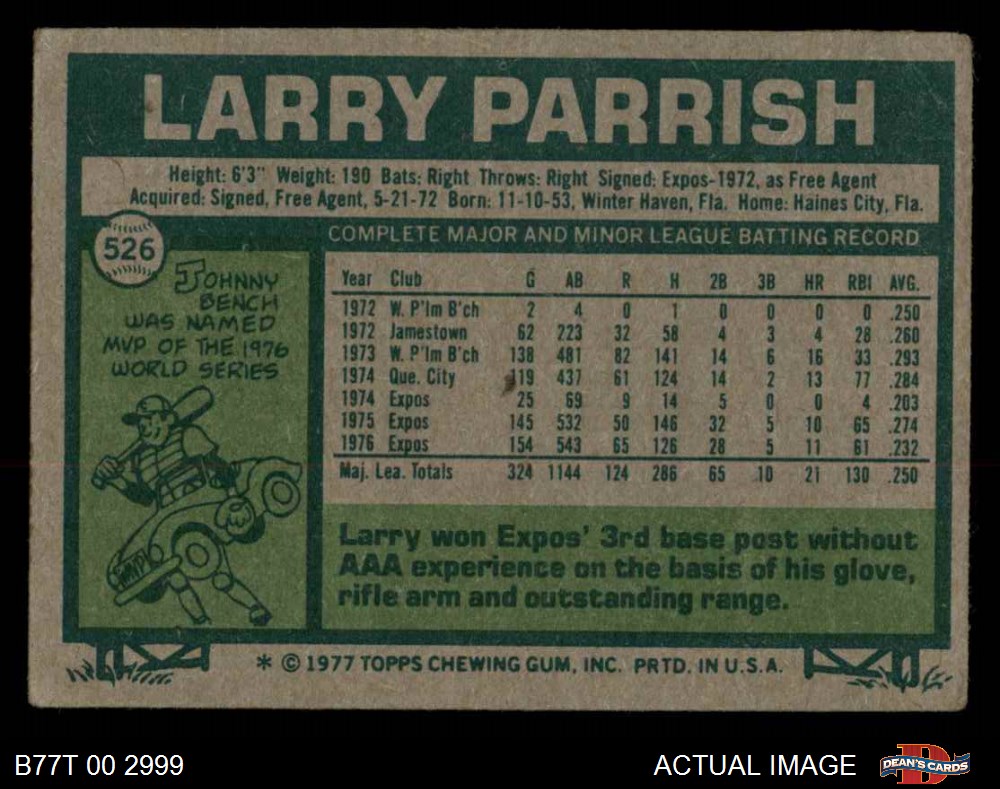 LARRY PARRISH
Height: 6'3" Weight: 190 Bats: Right Throws: Right Signed: Expos-1972, as Free Agent
Acquired: Signed, Free Agent, 5-21-72 Born: 11-10-53, Winter Haven, Fla. Home: Haines City, Fla.
526
COMPLETE MAJOR AND MINOR LEAGUE BATTING RECORD
JOHNNY
BENCH
WAS NAMED
MVP OF THE 1976
WORLD SERIES
MVP
Year Club G AB R H 2B 3B HR RBI AVG.
1972 W. P'lm B'ch 2 4 0 1 0 0 0 0 .250
1972 Jamestown 62 223 32 58 4 3 4 28 .260
1973 W. P'lm B'ch 138 481 82 141 14 6 16 33 .293
1974 Que. City 119 437 61 124 14 2 13 77 .284
1974 Expos 25 69 9 14 5 0 0 4 .203
1975 Expos 145 532 50 146 32 5 10 65 .274
1976 Expos 154 543 65 126 28 5 11 61 .232
Maj. Lea. Totals 324 1144 124 286 65 10 21 130 .250
Larry won Expos' 3rd base post without
AAA experience on the basis of his glove,
rifle arm and outstanding range.
* © 1977 TOPPS CHEWING GUM, INC. PRTD. IN U.S.A.
B77T 00 2999
ACTUAL IMAGE
D
DEAN'S CARDS